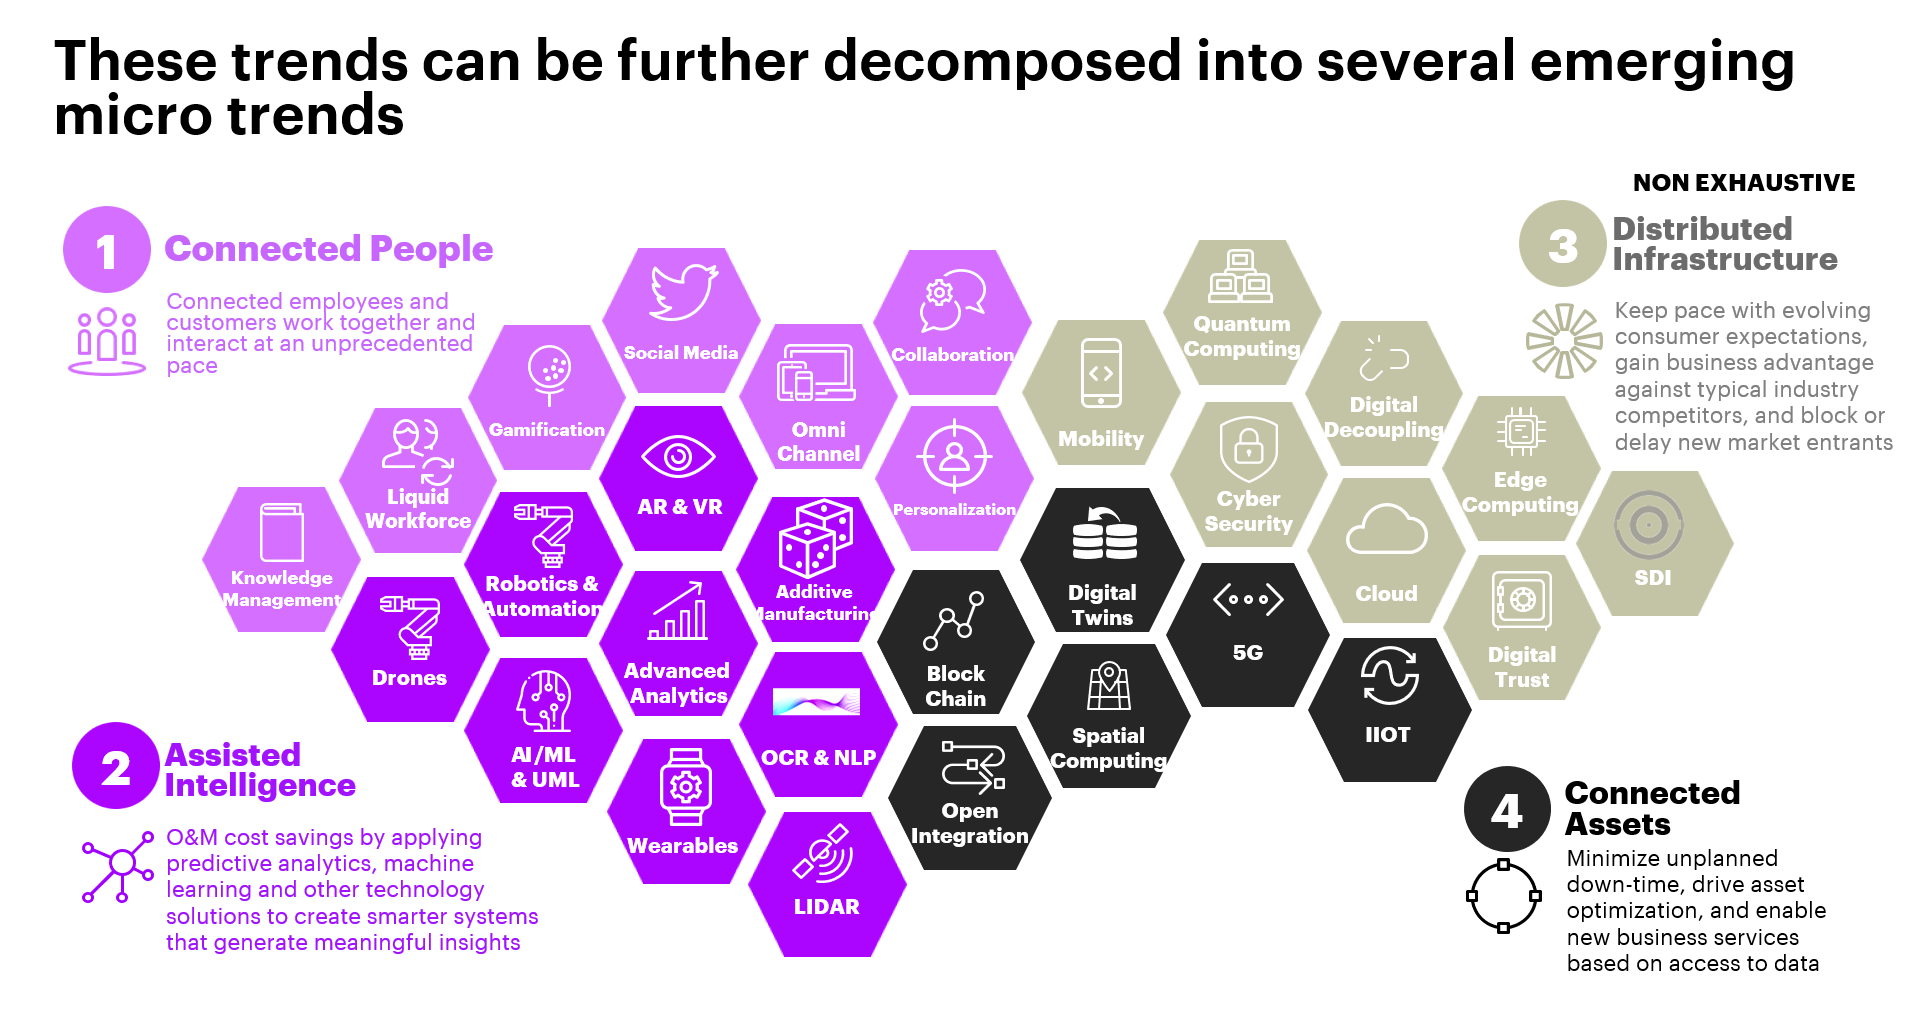 These trends can be further decomposed into several emerging
micro trends
NON EXHAUSTIVE
1
Connected People
Connected employees and
customers work together and
interact at an unprecedented
pace
3
Distributed
Infrastructure
Keep pace with evolving
consumer expectations,
gain business advantage
against typical industry
competitors, and block or
delay new market entrants
Social Media
Collaboration
Quantum
Computing
Gamification
Omni
Channel
Mobility
Digital
Decoupling
Liquid
Workforce
AR & VR
Personalization
Cyber
Security
Edge
Computing
Knowledge
Management
Robotics &
Automation
Additive
Manufacturing
Digital
Twins
Cloud
SDI
Drones
Advanced
Analytics
Block
Chain
5G
Digital
Trust
AI/ML
& UML
OCR & NLP
Spatial
Computing
IIOT
Wearables
Open
Integration
LIDAR
2
Assisted
Intelligence
O&M cost savings by applying
predictive analytics, machine
learning and other technology
solutions to create smarter systems
that generate meaningful insights
4
Connected
Assets
Minimize unplanned
down-time, drive asset
optimization, and enable
new business services
based on access to data